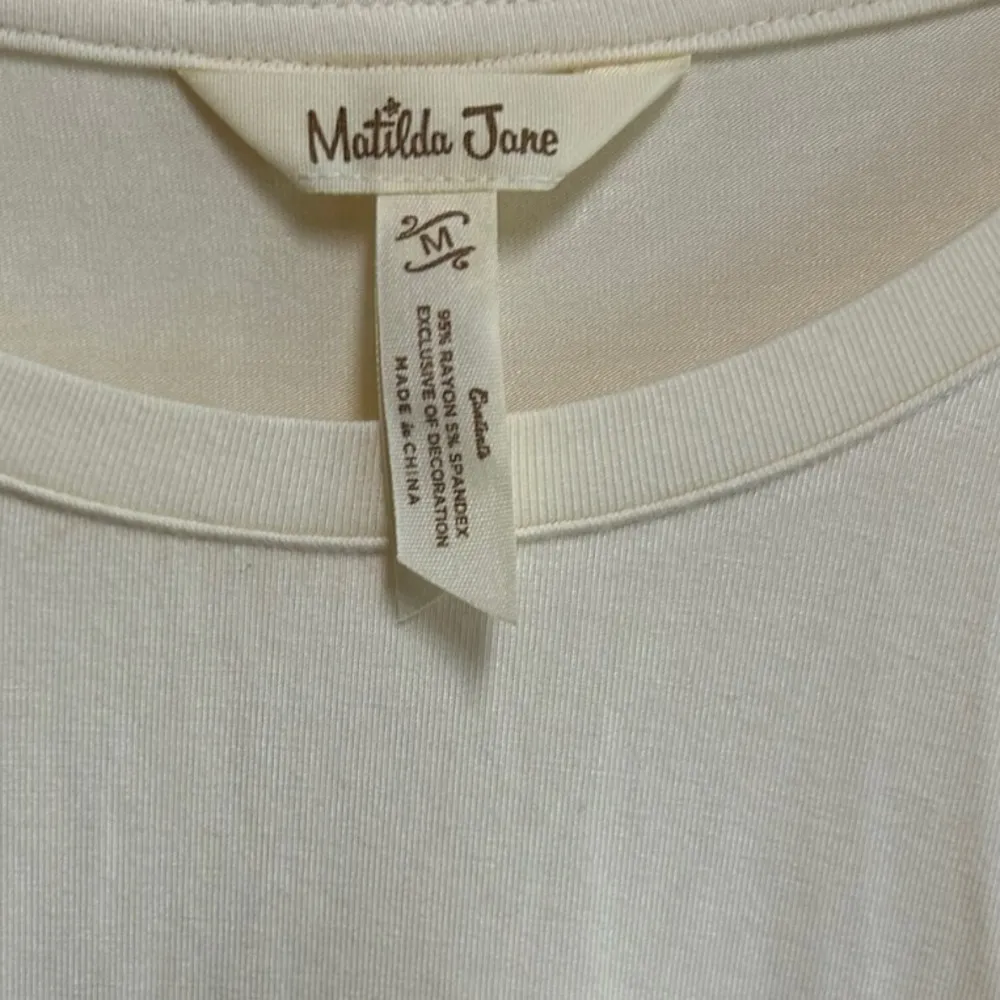 Matilda Jane
M
Contents
95% RAYON 5% SPANDEX
EXCLUSIVE OF DECORATION
MADE in CHINA